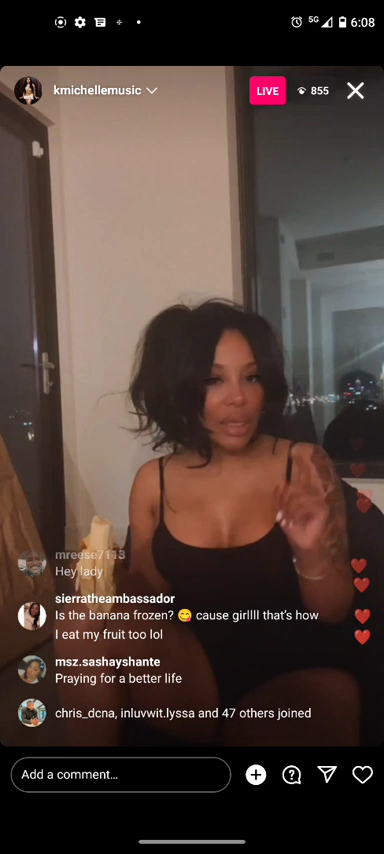 5G 6:08
kmichellemusic LIVE 855
mreese7113
Hey lady
sierratheambassador
Is the banana frozen? 😋 cause girllll that's how
I eat my fruit too lol
msz.sashayshante
Praying for a better life
chris_dcna, inluvwit.lyssa and 47 others joined
Add a comment...